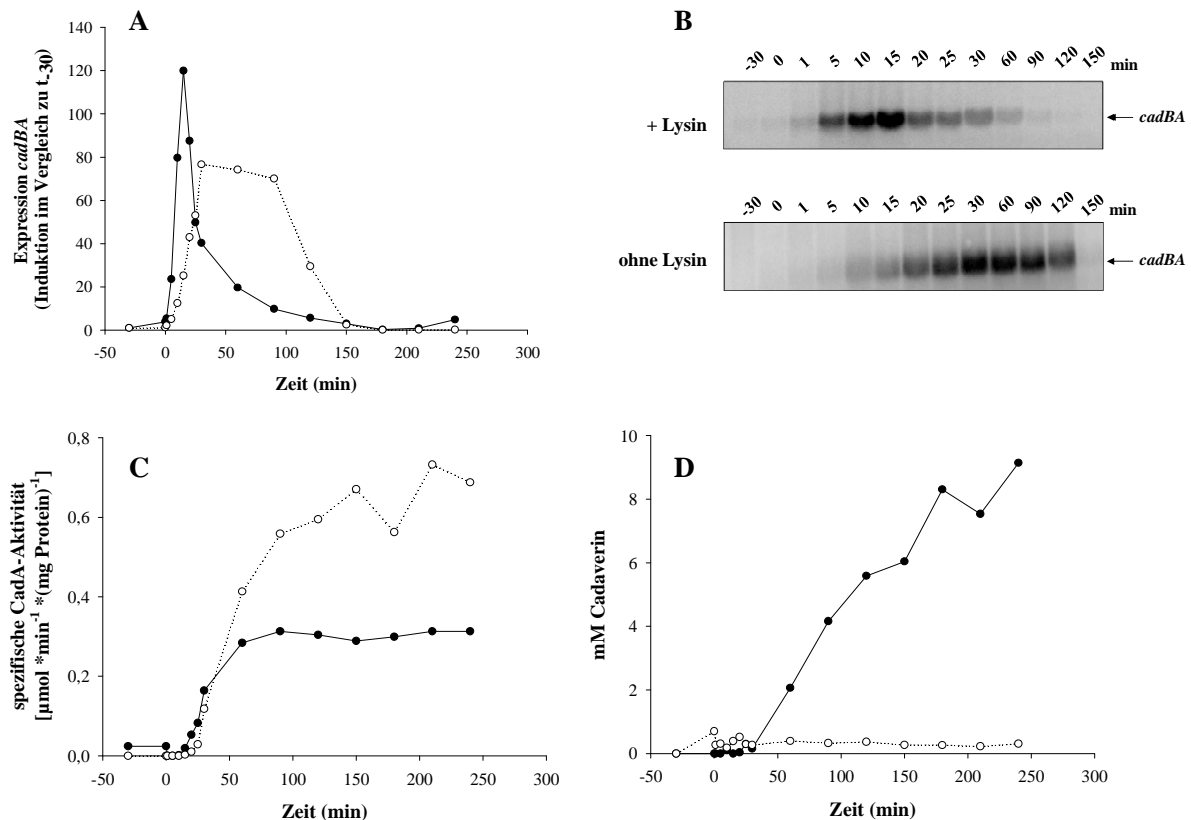 A
Expression cadBA
(Induktion im Vergleich zu t-30)
140
120
100
80
60
40
20
0
-50 0 50 100 150 200 250 300
Zeit (min)
B
-30 0 1 5 10 15 20 25 30 60 90 120 150 min
+ Lysin
cadBA
-30 0 1 5 10 15 20 25 30 60 90 120 150 min
ohne Lysin
cadBA
C
spezifische CadA-Aktivität
[µmol *min-1 *(mg Protein)-1]
0,8
0,6
0,4
0,2
0,0
-50 0 50 100 150 200 250 300
Zeit (min)
D
mM Cadaverin
10
8
6
4
2
0
-50 0 50 100 150 200 250 300
Zeit (min)